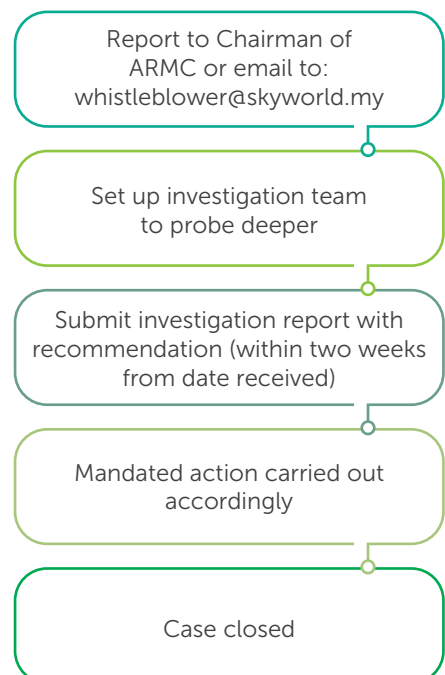 Report to Chairman of
ARMC or email to:
whistleblower@skyworld.my
Set up investigation team
to probe deeper
Submit investigation report with
recommendation (within two weeks
from date received)
Mandated action carried out
accordingly
Case closed